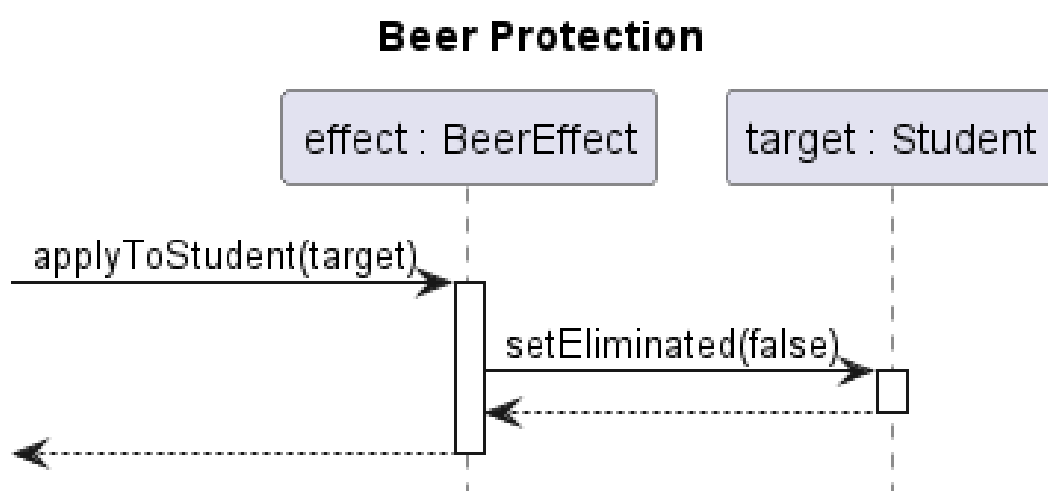 Beer Protection
effect : BeerEffect
target : Student
applyToStudent(target)
setEliminated(false)